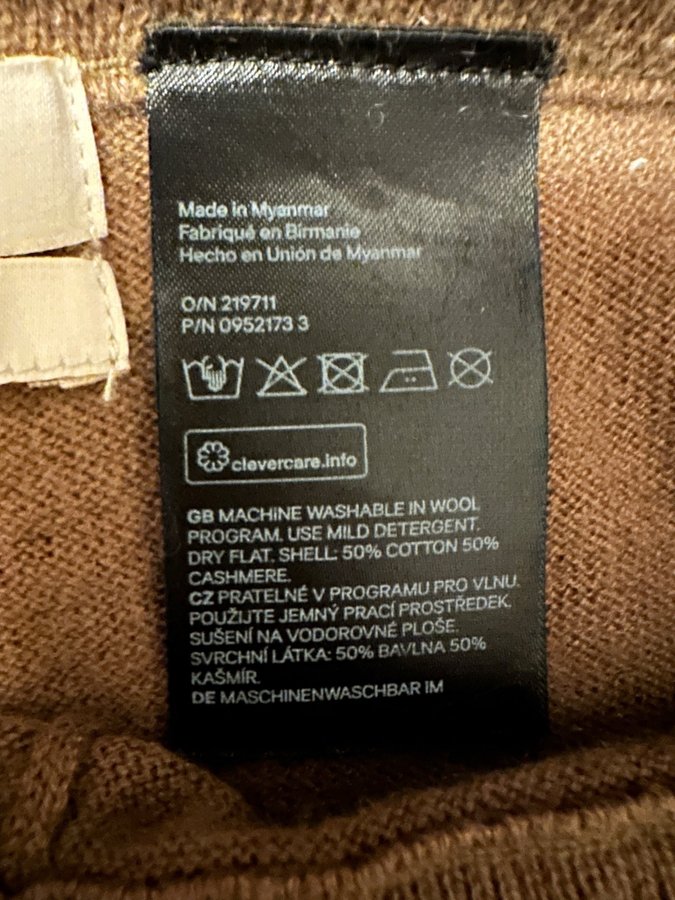 Made in Myanmar
Fabriqué en Birmanie
Hecho en Unión de Myanmar
O/N 219711
P/N 0952173 3
clevercare.info
GB MACHINE WASHABLE IN WOOL
PROGRAM. USE MILD DETERGENT.
DRY FLAT. SHELL: 50% COTTON 50%
CASHMERE.
CZ PRATELNÉ V PROGRAMU PRO VLNU.
POUŽIJTE JEMNÝ PRACÍ PROSTŘEDEK.
SUŠENÍ NA VODOROVNÉ PLOŠE.
SVRCHNÍ LÁTKA: 50% BAVLNA 50%
KAŠMÍR.
DE MASCHINENWASCHBAR IM